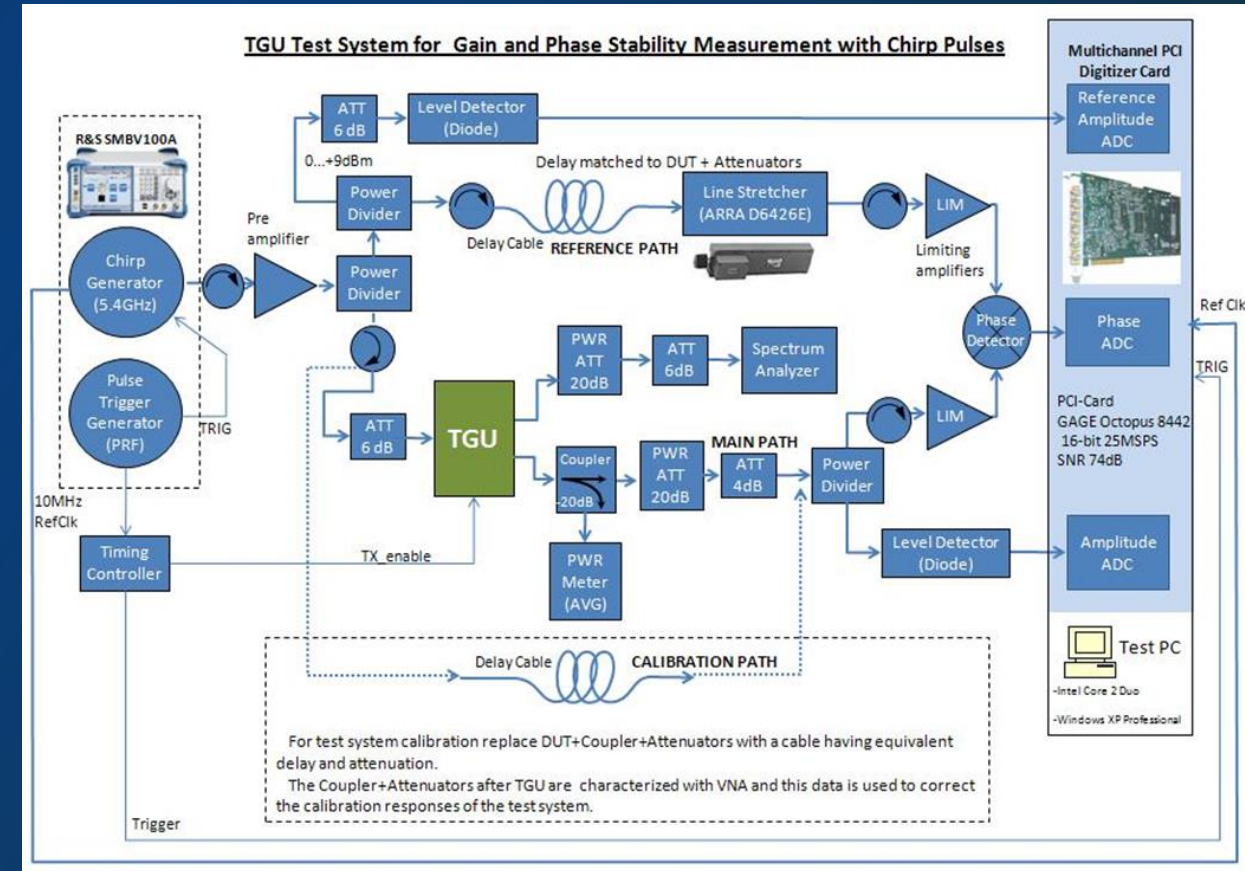 TGU Test System for Gain and Phase Stability Measurement with Chirp Pulses
R&S SMBV100A
Chirp
Generator
(5.4GHz)
Pulse
Trigger
Generator
(PRF)
TRIG
10MHz
RefClk
Timing
Controller
Trigger
TX_enable
Pre
amplifier
Power
Divider
Power
Divider
0...+9dBm
ATT
6 dB
Level Detector
(Diode)
Delay matched to DUT + Attenuators
Delay Cable
REFERENCE PATH
Line Stretcher
(ARRA D6426E)
LIM
Limiting
amplifiers
Phase
Detector
ATT
6 dB
TGU
PWR
ATT
20dB
ATT
6dB
Spectrum
Analyzer
Coupler
-20dB
PWR
Meter
(AVG)
PWR
ATT
20dB
MAIN PATH
ATT
4dB
Power
Divider
LIM
Level Detector
(Diode)
Delay Cable
CALIBRATION PATH
For test system calibration replace DUT+Coupler+Attenuators with a cable having equivalent
delay and attenuation.
The Coupler+Attenuators after TGU are characterized with VNA and this data is used to correct
the calibration responses of the test system.
Multichannel PCI
Digitizer Card
Reference
Amplitude
ADC
Phase
ADC
Ref Clk
TRIG
PCI-Card
GAGE Octopus 8442
16-bit 25MSPS
SNR 74dB
Amplitude
ADC
Test PC
-Intel Core 2 Duo
-Windows XP Professional